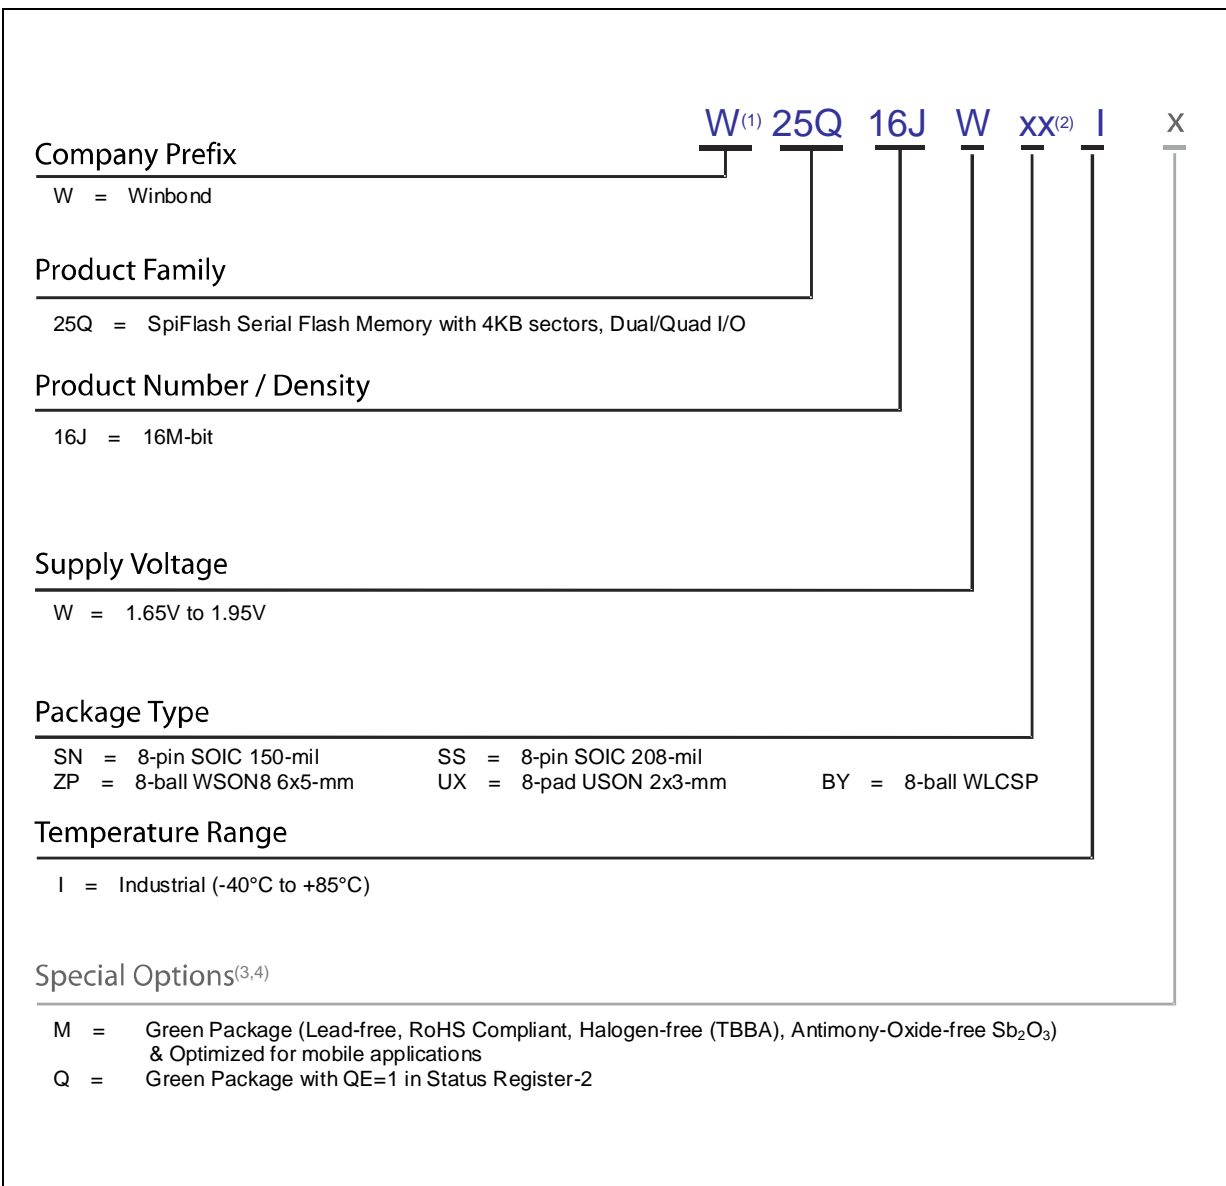 W(1) 25Q 16J W xx(2) I x
Company Prefix
W = Winbond
Product Family
25Q = SpiFlash Serial Flash Memory with 4KB sectors, Dual/Quad I/O
Product Number / Density
16J = 16M-bit
Supply Voltage
W = 1.65V to 1.95V
Package Type
SN = 8-pin SOIC 150-mil SS = 8-pin SOIC 208-mil
ZP = 8-ball WSON8 6x5-mm UX = 8-pad USON 2x3-mm BY = 8-ball WLCSP
Temperature Range
I = Industrial (-40°C to +85°C)
Special Options(3,4)
M = Green Package (Lead-free, RoHS Compliant, Halogen-free (TBBA), Antimony-Oxide-free Sb₂O₃)
& Optimized for mobile applications
Q = Green Package with QE=1 in Status Register-2